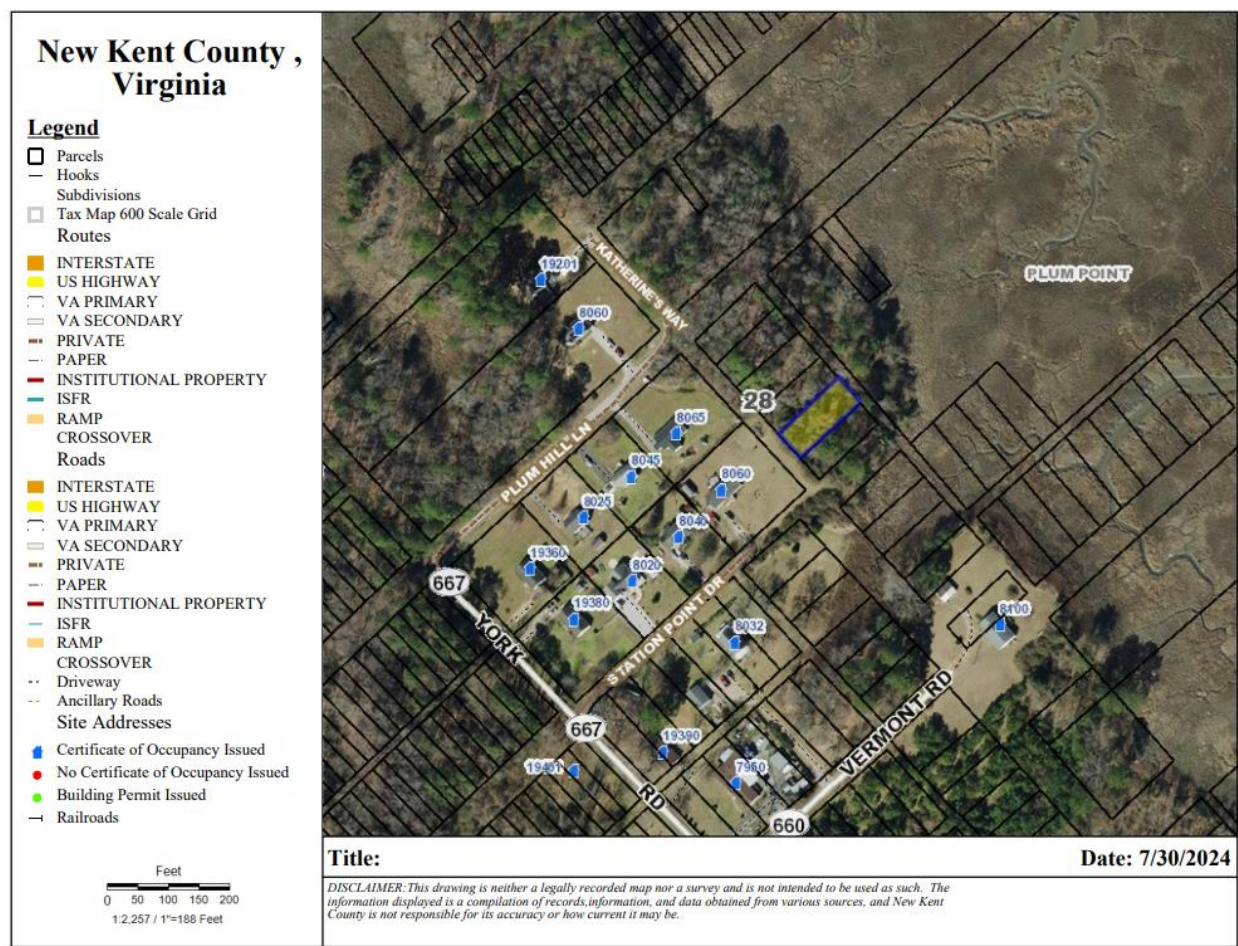 New Kent County ,
Virginia
Legend
Parcels
Hooks
Subdivisions
Tax Map 600 Scale Grid
Routes
INTERSTATE
US HIGHWAY
VA PRIMARY
VA SECONDARY
PRIVATE
PAPER
INSTITUTIONAL PROPERTY
ISFR
RAMP
CROSSOVER
Roads
INTERSTATE
US HIGHWAY
VA PRIMARY
VA SECONDARY
PRIVATE
PAPER
INSTITUTIONAL PROPERTY
ISFR
RAMP
CROSSOVER
Driveway
Ancillary Roads
Site Addresses
Certificate of Occupancy Issued
No Certificate of Occupancy Issued
Building Permit Issued
Railroads
Feet
0 50 100 150 200
1:2,257 / 1"=188 Feet
19201
KATHERINE'S WAY
PLUM POINT
8060
28
8065
PLUM HILL LN
8045
8060
8025
8040
19360
8020
667
19380
YORK
STATION POINT DR
8032
8100
VERMONT RD
667
19390
19401
7950
RD
660
Title:
Date: 7/30/2024
DISCLAIMER:This drawing is neither a legally recorded map nor a survey and is not intended to be used as such. The
information displayed is a compilation of records,information, and data obtained from various sources, and New Kent
County is not responsible for its accuracy or how current it may be.